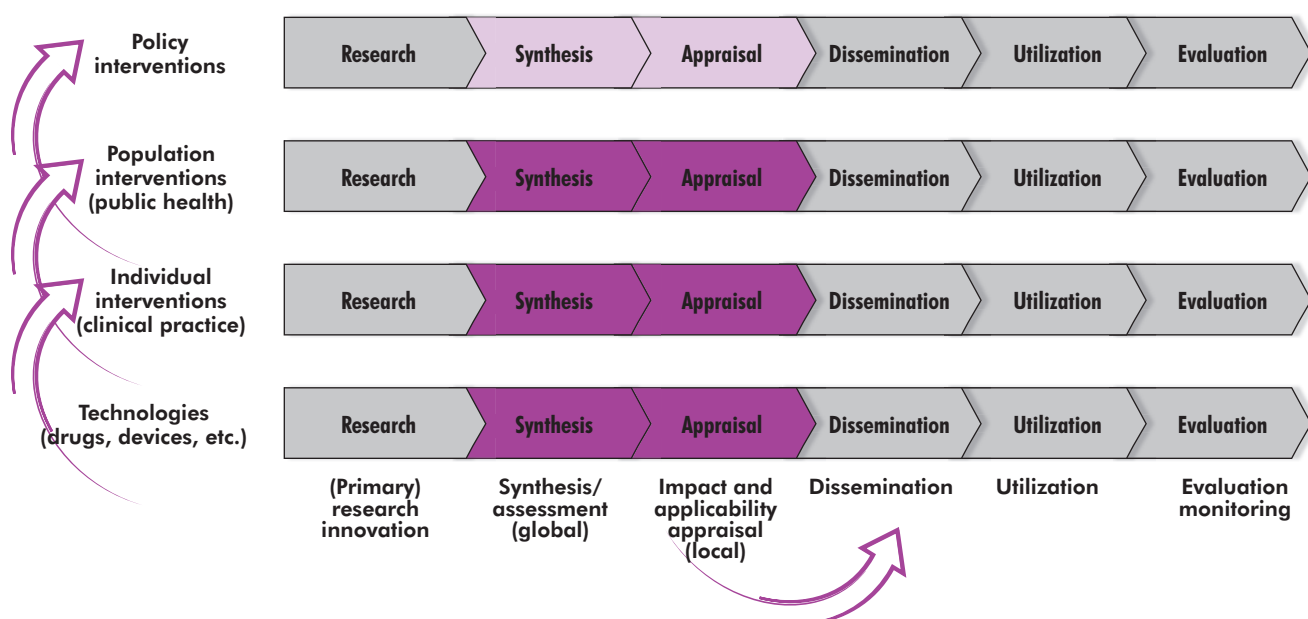 Policy
interventions
Research Synthesis Appraisal Dissemination Utilization Evaluation
Population
interventions
(public health)
Research Synthesis Appraisal Dissemination Utilization Evaluation
Individual
interventions
(clinical practice)
Research Synthesis Appraisal Dissemination Utilization Evaluation
Technologies
(drugs, devices, etc.)
Research Synthesis Appraisal Dissemination Utilization Evaluation
(Primary)
research
innovation
Synthesis/
assessment
(global)
Impact and
applicability
appraisal
(local)
Dissemination
Utilization
Evaluation
monitoring